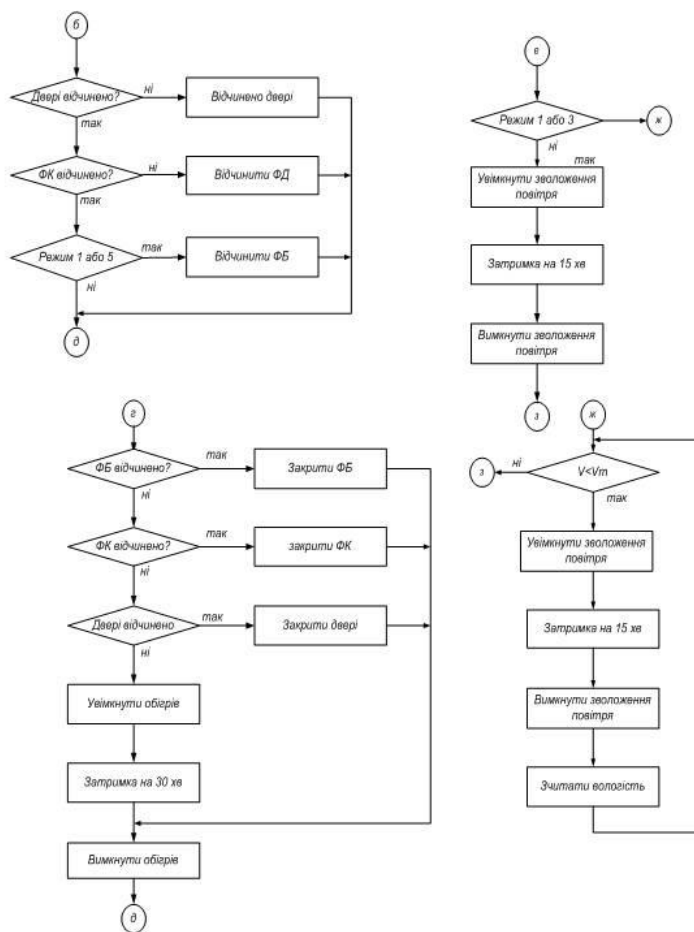 б
Двері відчинено?
ні
Відчинено двері
так
ФК відчинено?
ні
Відчинити ФД
так
Режим 1 або 5
так
Відчинити ФБ
ні
д
в
Режим 1 або 3
ж
ні
так
Увімкнути зволоження
повітря
Затримка на 15 хв
Вимкнути зволоження
повітря
з
г
ФБ відчинено?
так
Закрити ФБ
ні
ФК відчинено?
так
закрити ФК
ні
Двері відчинено
так
Закрити двері
ні
Увімкнути обігрів
Затримка на 30 хв
Вимкнути обігрів
д
ж
з
ні
V<Vm
так
Увімкнути зволоження
повітря
Затримка на 15 хв
Вимкнути зволоження
повітря
Зчитати вологість